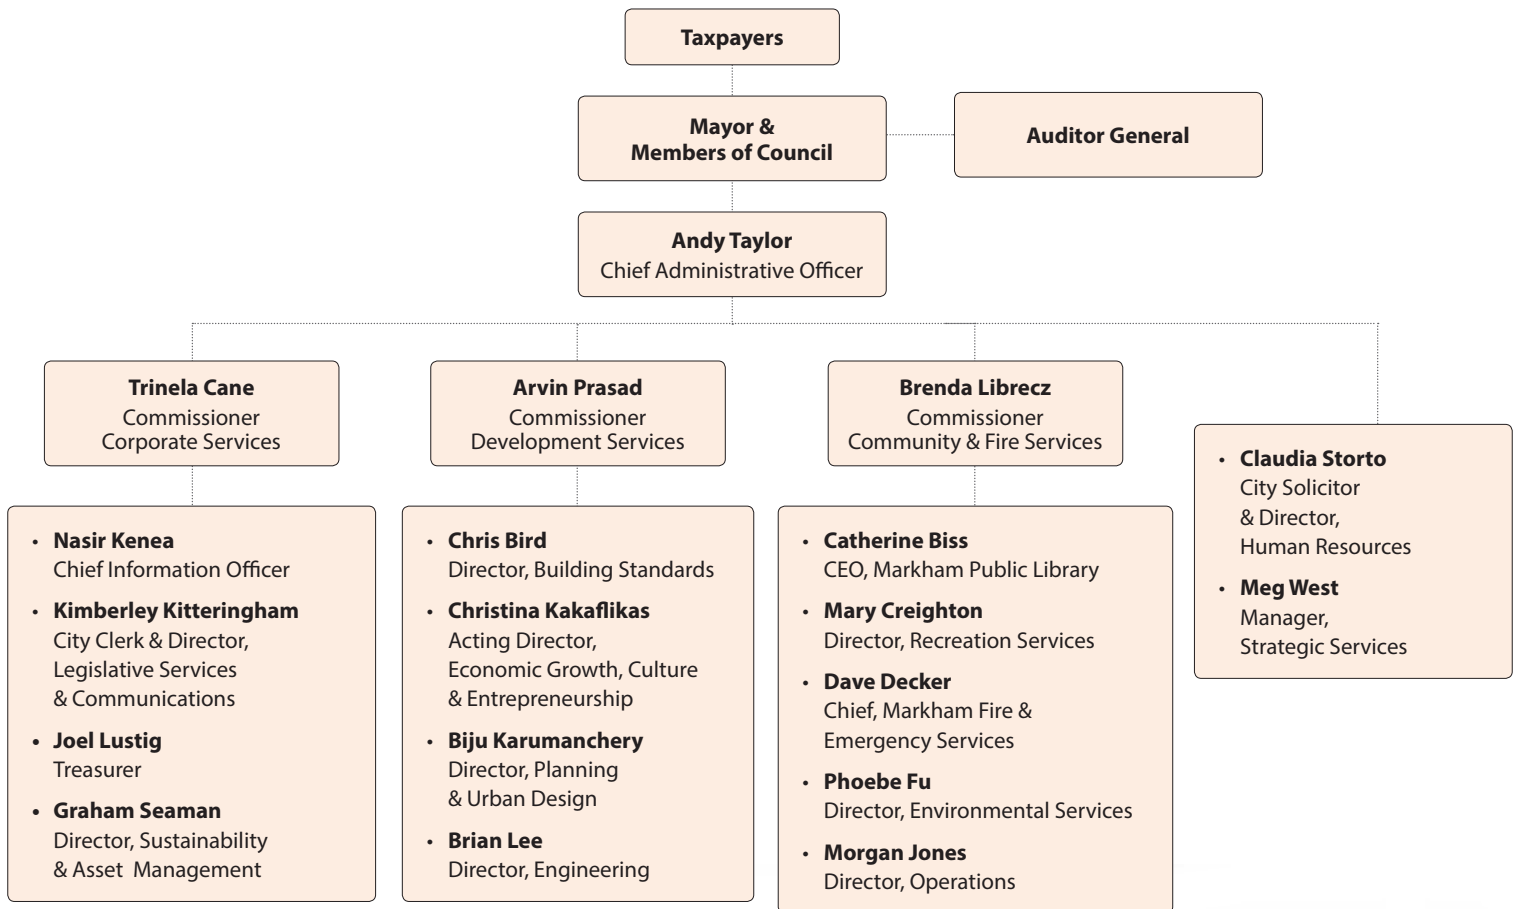 Taxpayers
Mayor &
Members of Council
Auditor General
Andy Taylor
Chief Administrative Officer
Trinela Cane
Commissioner
Corporate Services
Arvin Prasad
Commissioner
Development Services
Brenda Librecz
Commissioner
Community & Fire Services
• Nasir Kenea
Chief Information Officer
• Kimberley Kitteringham
City Clerk & Director,
Legislative Services
& Communications
• Joel Lustig
Treasurer
• Graham Seaman
Director, Sustainability
& Asset Management
• Chris Bird
Director, Building Standards
• Christina Kakaflikas
Acting Director,
Economic Growth, Culture
& Entrepreneurship
• Biju Karumanchery
Director, Planning
& Urban Design
• Brian Lee
Director, Engineering
• Catherine Biss
CEO, Markham Public Library
• Mary Creighton
Director, Recreation Services
• Dave Decker
Chief, Markham Fire &
Emergency Services
• Phoebe Fu
Director, Environmental Services
• Morgan Jones
Director, Operations
• Claudia Storto
City Solicitor
& Director,
Human Resources
• Meg West
Manager,
Strategic Services